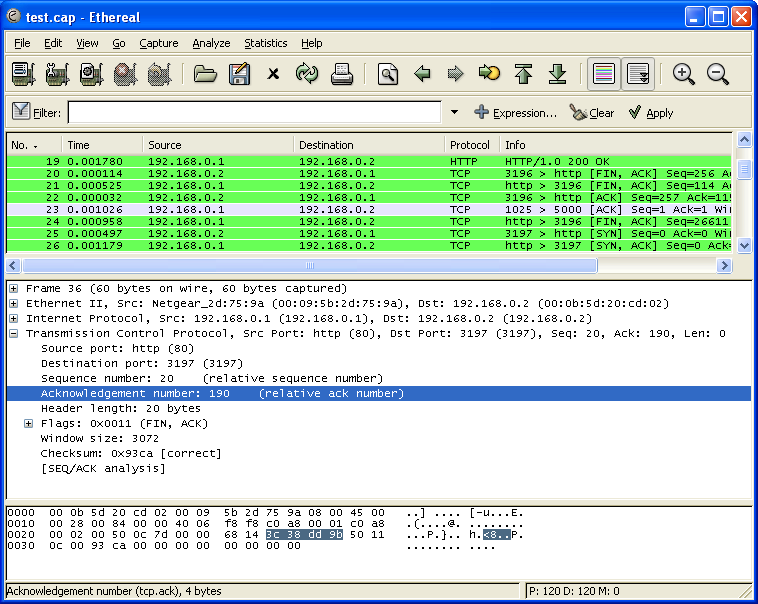 test.cap - Ethereal
File Edit View Go Capture Analyze Statistics Help
Filter: Expression... Clear Apply
No. Time Source Destination Protocol Info
19 0.001780 192.168.0.1 192.168.0.2 HTTP HTTP/1.0 200 OK
20 0.000114 192.168.0.2 192.168.0.1 TCP 3196 > http [FIN, ACK] Seq=256 A
21 0.000525 192.168.0.1 192.168.0.2 TCP http > 3196 [FIN, ACK] Seq=114 A
22 0.000032 192.168.0.2 192.168.0.1 TCP 3196 > http [ACK] Seq=257 Ack=115
23 0.001026 192.168.0.1 192.168.0.2 TCP 1025 > 5000 [ACK] Seq=1 Ack=1 Wi
24 0.000958 192.168.0.1 192.168.0.2 TCP http > 3196 [FIN, ACK] Seq=26611
25 0.000497 192.168.0.2 192.168.0.1 TCP 3197 > http [SYN] Seq=0 Ack=0 W
26 0.001179 192.168.0.1 192.168.0.2 TCP http > 3197 [SYN, ACK] Seq=0 Ack=
Frame 36 (60 bytes on wire, 60 bytes captured)
Ethernet II, Src: Netgear_2d:75:9a (00:09:5b:2d:75:9a), Dst: 192.168.0.2 (00:0b:5d:20:cd:02)
Internet Protocol, Src: 192.168.0.1 (192.168.0.1), Dst: 192.168.0.2 (192.168.0.2)
Transmission Control Protocol, Src Port: http (80), Dst Port: 3197 (3197), Seq: 20, Ack: 190, Len: 0
Source port: http (80)
Destination port: 3197 (3197)
Sequence number: 20 (relative sequence number)
Acknowledgement number: 190 (relative ack number)
Header length: 20 bytes
Flags: 0x0011 (FIN, ACK)
Window size: 3072
Checksum: 0x93ca [correct]
[SEQ/ACK analysis]
0000 00 0b 5d 20 cd 02 00 09 5b 2d 75 9a 08 00 45 00 ..] .... [-u...E.
0010 00 28 00 84 00 00 40 06 f8 f8 c0 a8 00 01 c0 a8 .(....@. ........
0020 00 02 00 50 0c 7d 00 00 68 14 3c 38 dd 9b 50 11 ...P.}.. h.<8..P.
0030 0c 00 93 ca 00 00 00 00 00 00 00 00 ........ ....
Acknowledgement number (tcp.ack), 4 bytes P: 120 D: 120 M: 0